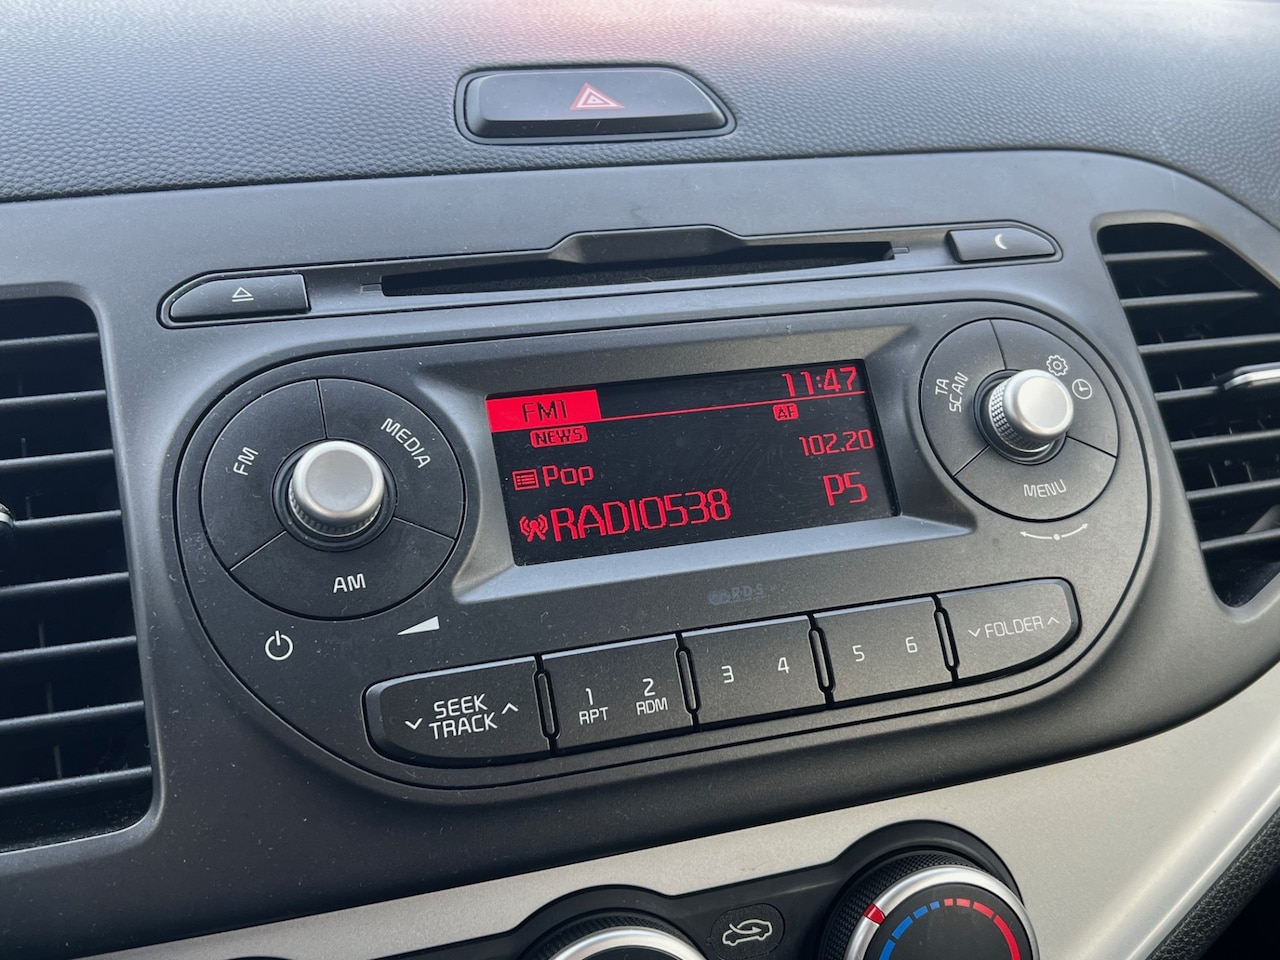 FM1 11:47
NEWS AF
102.20
Pop
RADIO538 P5
RDS
FM
MEDIA
AM
TA
SCAN
MENU
SEEK
TRACK
1
RPT
2
RDM
3 4
5 6
FOLDER